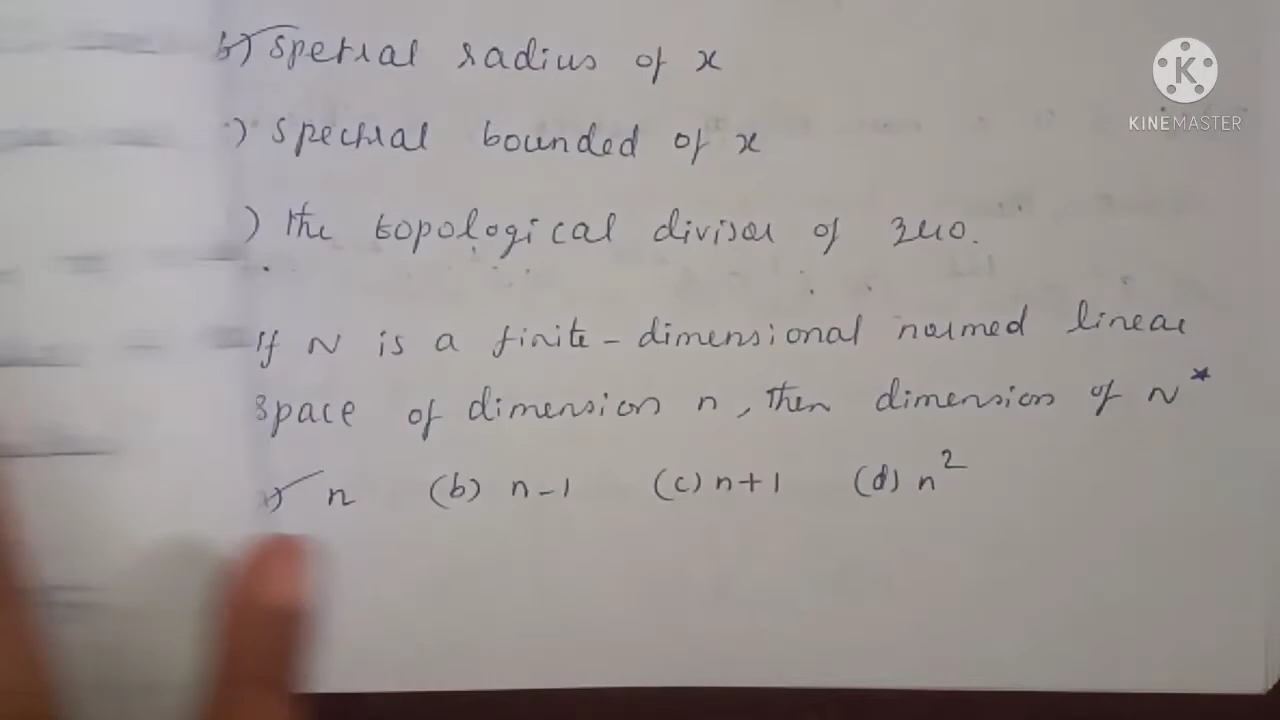 b) spetral radius of x
) spectral bounded of x
) the topological divisor of zero.
If N is a finite-dimensional normed linear
space of dimension n, then dimension of N*
a) n (b) n-1 (c) n+1 (d) n²
K
KINEMASTER